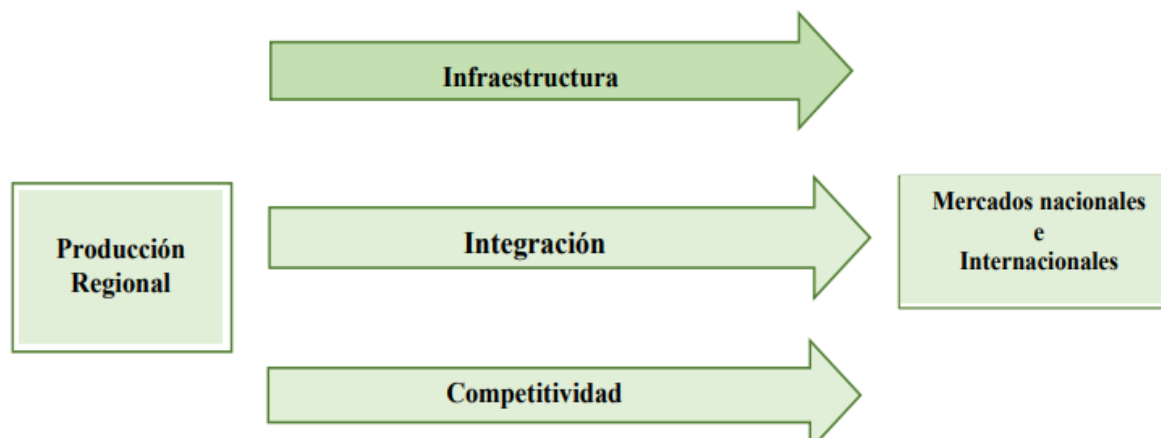 Infraestructura
Producción
Regional
Integración
Mercados nacionales
e
Internacionales
Competitividad